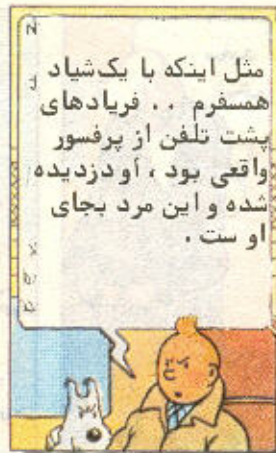 مثل اینکه با یک‌شیاد
همسفرم . . فریادهای
پشت تلفن از پرفسور
واقعی بود ، او دزدیده
شده و این مرد بجای
او ست .